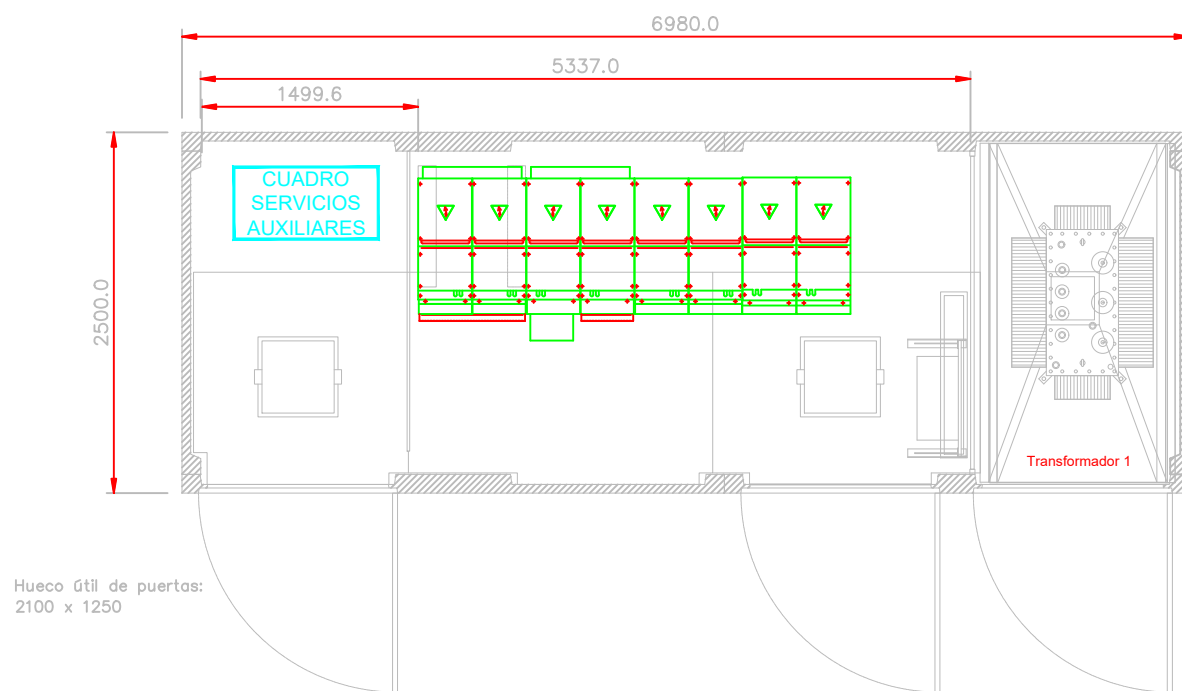 6980.0
5337.0
1499.6
CUADRO
SERVICIOS
AUXILIARES
2500.0
Transformador 1
Hueco útil de puertas:
2100 x 1250